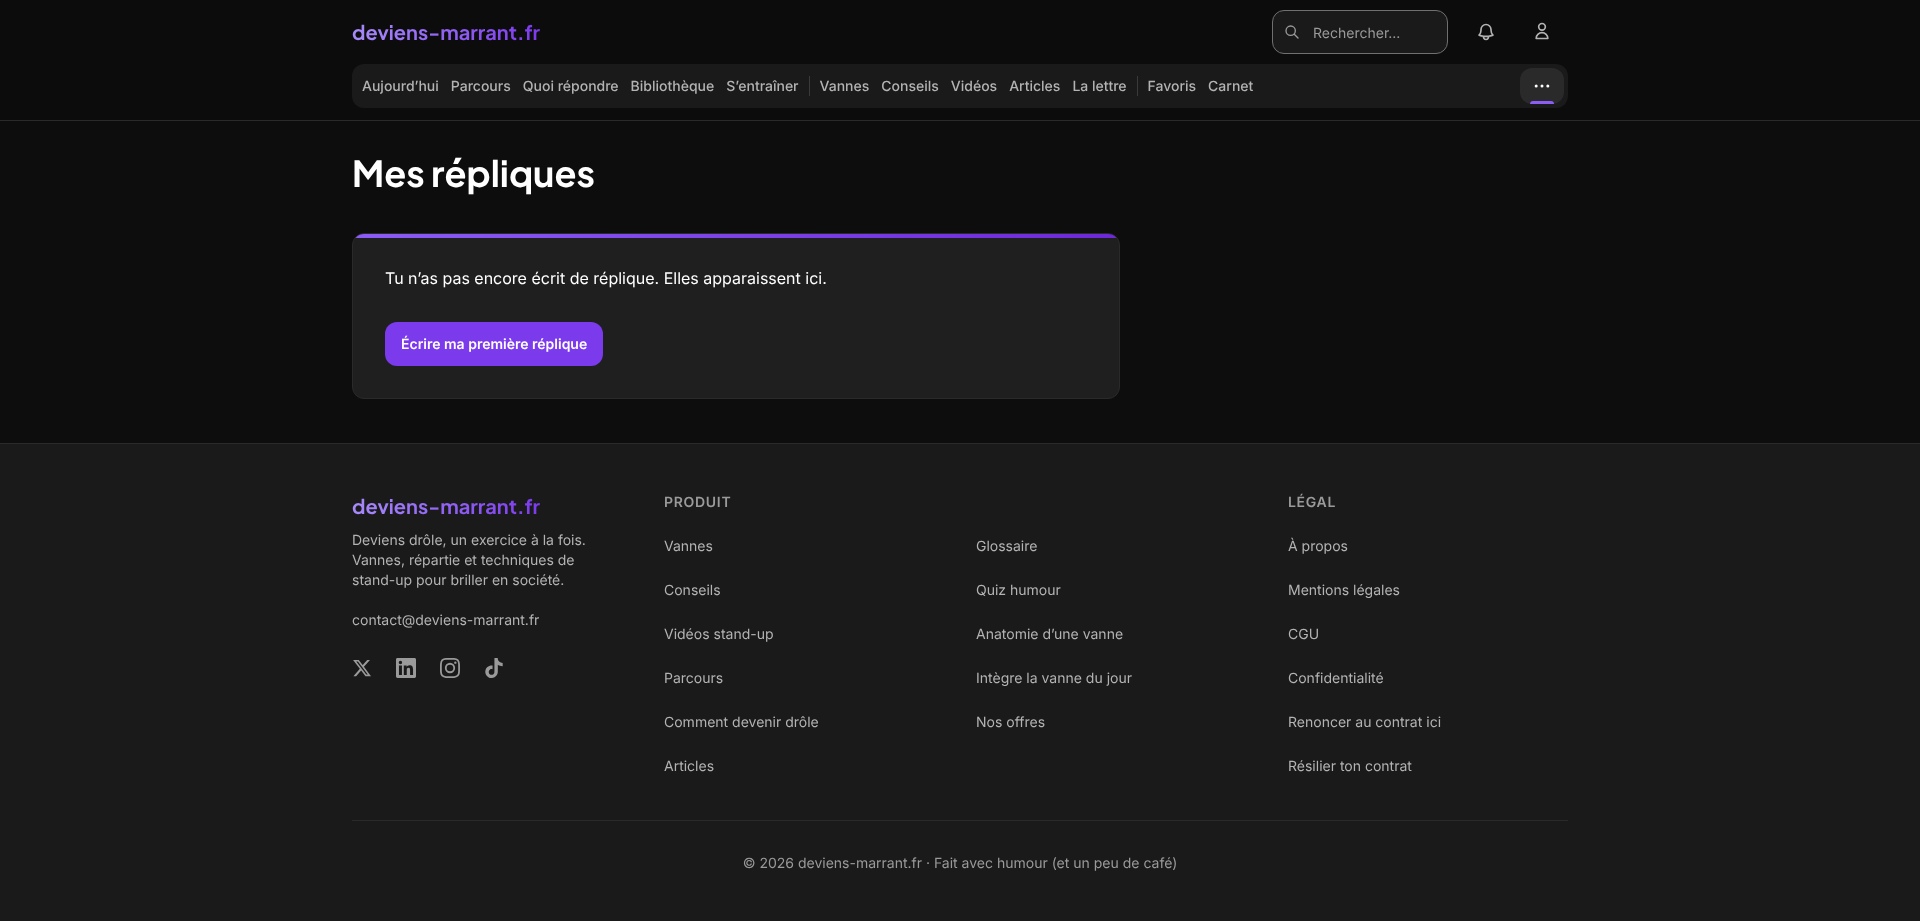 deviens-marrant.fr
Rechercher...
Aujourd’hui Parcours Quoi répondre Bibliothèque S’entraîner Vannes Conseils Vidéos Articles La lettre Favoris Carnet
Mes répliques
Tu n’as pas encore écrit de réplique. Elles apparaissent ici.
Écrire ma première réplique
deviens-marrant.fr
Deviens drôle, un exercice à la fois.
Vannes, répartie et techniques de
stand-up pour briller en société.
contact@deviens-marrant.fr
PRODUIT
Vannes
Conseils
Vidéos stand-up
Parcours
Comment devenir drôle
Articles
Glossaire
Quiz humour
Anatomie d’une vanne
Intègre la vanne du jour
Nos offres
LÉGAL
À propos
Mentions légales
CGU
Confidentialité
Renoncer au contrat ici
Résilier ton contrat
© 2026 deviens-marrant.fr · Fait avec humour (et un peu de café)